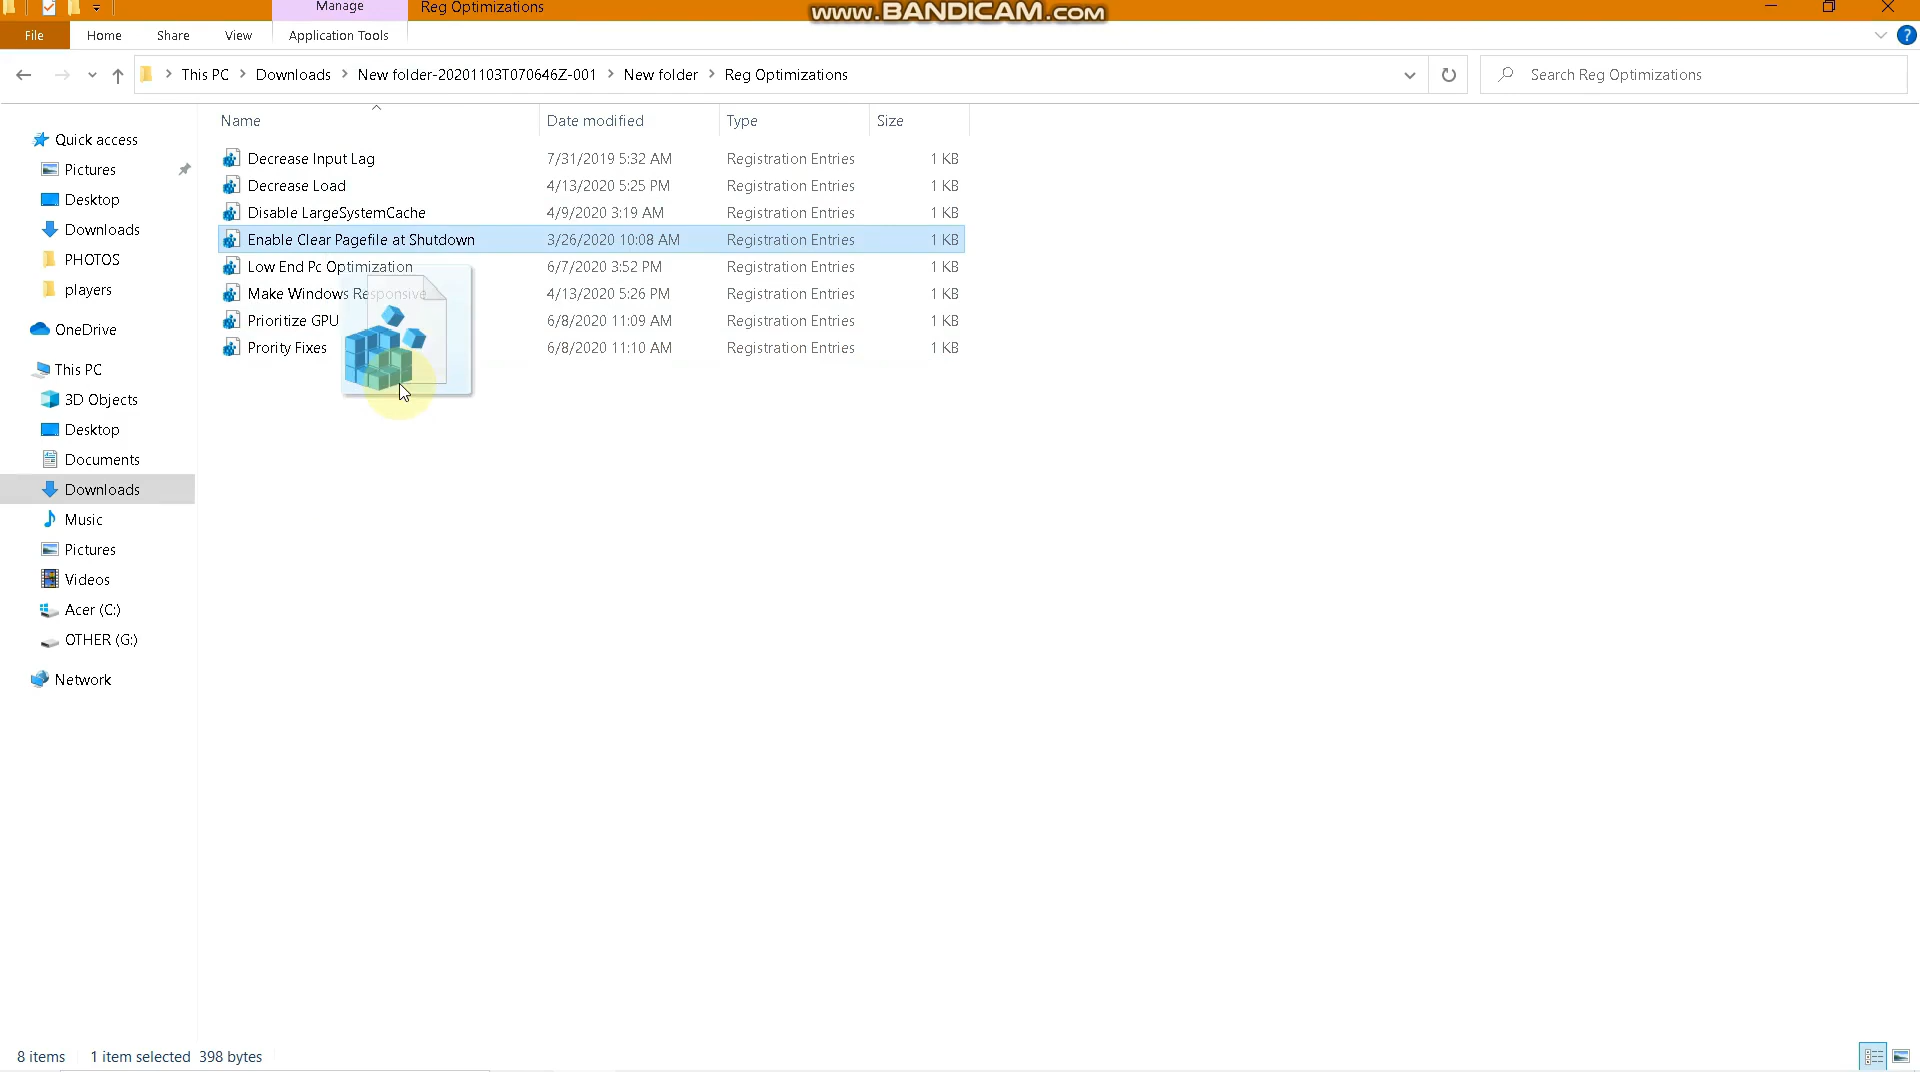 Manage
Reg Optimizations
www.BANDICAM.com
File
Home
Share
View
Application Tools
?
This PC
Downloads
New folder-20201103T070646Z-001
New folder
Reg Optimizations
Search Reg Optimizations
Name
Date modified
Type
Size
Decrease Input Lag 7/31/2019 5:32 AM Registration Entries 1 KB
Decrease Load 4/13/2020 5:25 PM Registration Entries 1 KB
Disable LargeSystemCache 4/9/2020 3:19 AM Registration Entries 1 KB
Enable Clear Pagefile at Shutdown 3/26/2020 10:08 AM Registration Entries 1 KB
Low End Pc Optimization 6/7/2020 3:52 PM Registration Entries 1 KB
Make Windows Responsive 4/13/2020 5:26 PM Registration Entries 1 KB
Prioritize GPU 6/8/2020 11:09 AM Registration Entries 1 KB
Prority Fixes 6/8/2020 11:10 AM Registration Entries 1 KB
Quick access
Pictures
Desktop
Downloads
PHOTOS
players
OneDrive
This PC
3D Objects
Desktop
Documents
Downloads
Music
Pictures
Videos
Acer (C:)
OTHER (G:)
Network
8 items
1 item selected 398 bytes